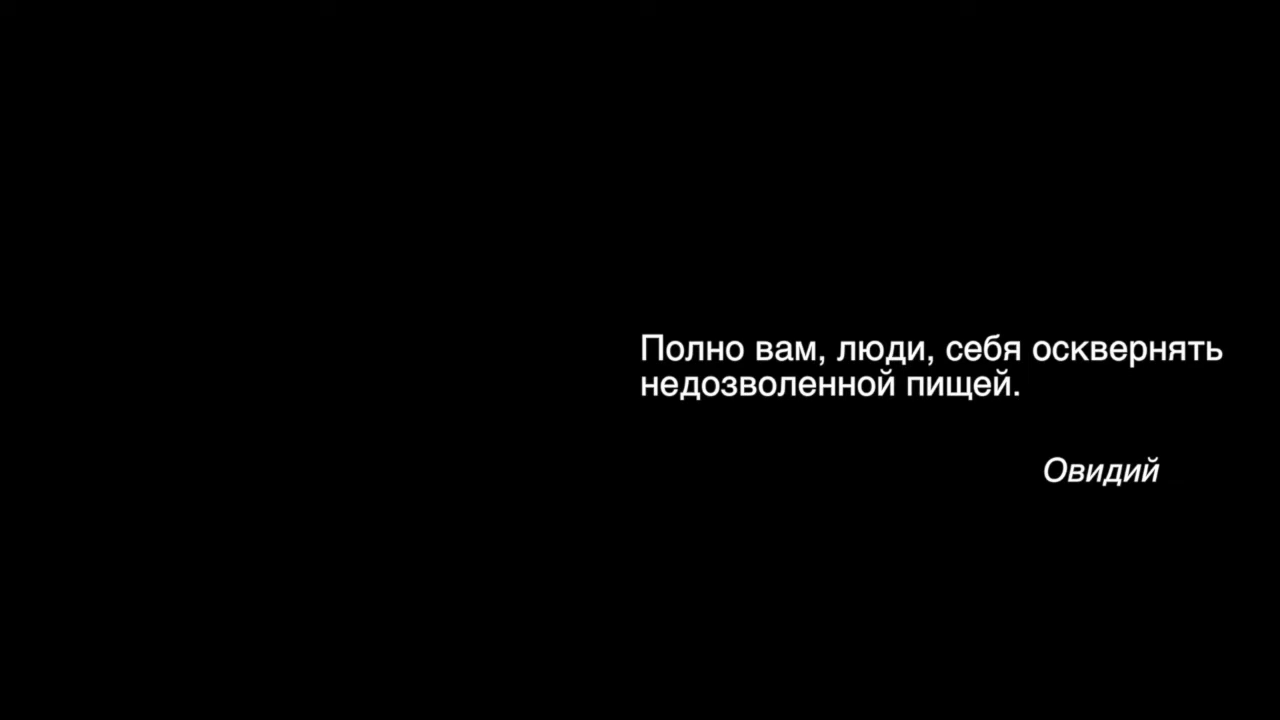 Полно вам, люди, себя осквернять
недозволенной пищей.
Овидий